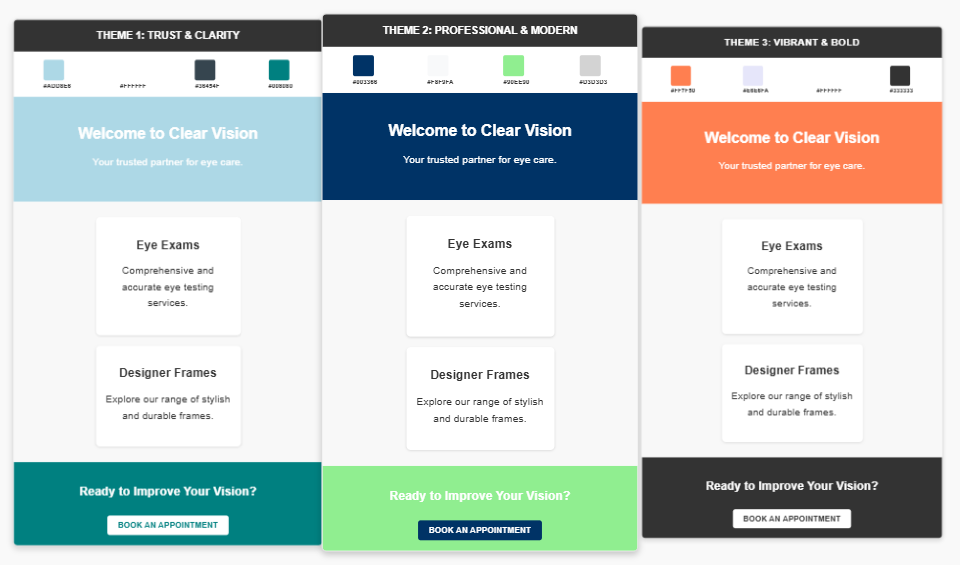 THEME 1: TRUST & CLARITY
#ADD8E6 #FFFFFF #36454F #008080
Welcome to Clear Vision
Your trusted partner for eye care.
Eye Exams
Comprehensive and
accurate eye testing
services.
Designer Frames
Explore our range of stylish
and durable frames.
Ready to Improve Your Vision?
BOOK AN APPOINTMENT
THEME 2: PROFESSIONAL & MODERN
#003366 #F8F9FA #90EE90 #D3D3D3
Welcome to Clear Vision
Your trusted partner for eye care.
Eye Exams
Comprehensive and
accurate eye testing
services.
Designer Frames
Explore our range of stylish
and durable frames.
Ready to Improve Your Vision?
BOOK AN APPOINTMENT
THEME 3: VIBRANT & BOLD
#FF7F50 #E6E6FA #FFFFFF #333333
Welcome to Clear Vision
Your trusted partner for eye care.
Eye Exams
Comprehensive and
accurate eye testing
services.
Designer Frames
Explore our range of stylish
and durable frames.
Ready to Improve Your Vision?
BOOK AN APPOINTMENT